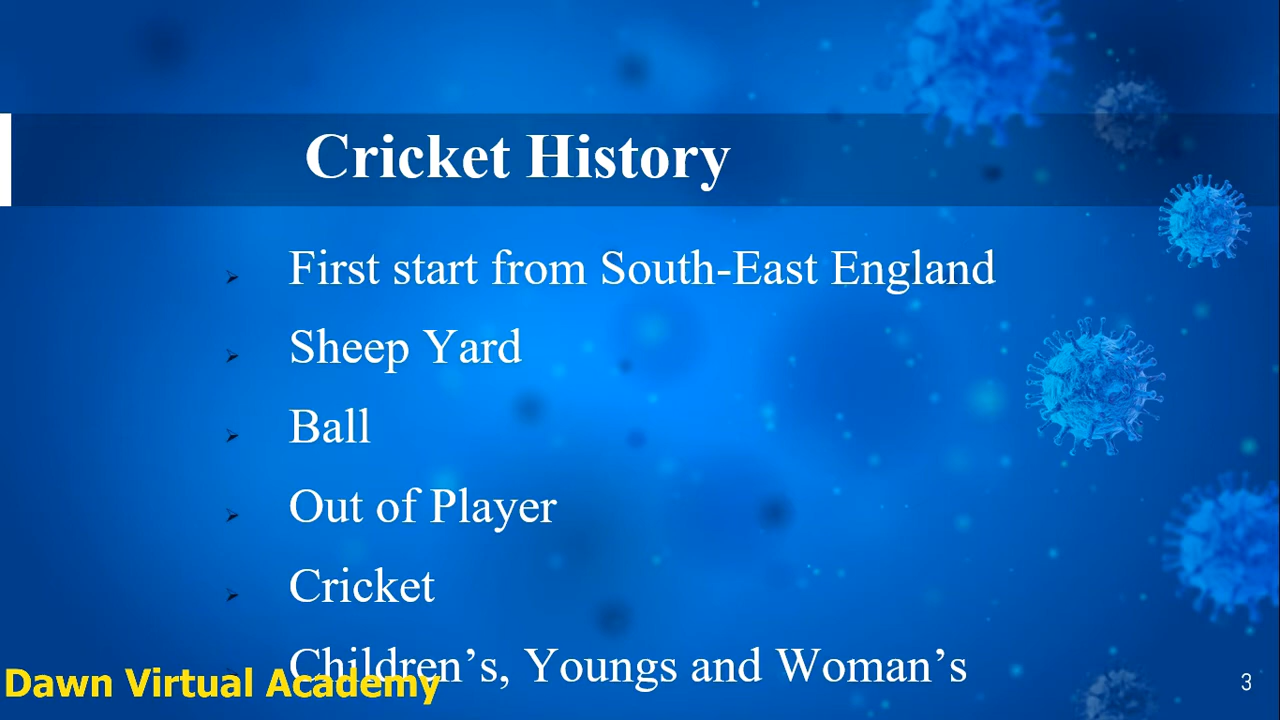 Cricket History
First start from South-East England
Sheep Yard
Ball
Out of Player
Cricket
Children’s, Youngs and Woman’s
Dawn Virtual Academy
3